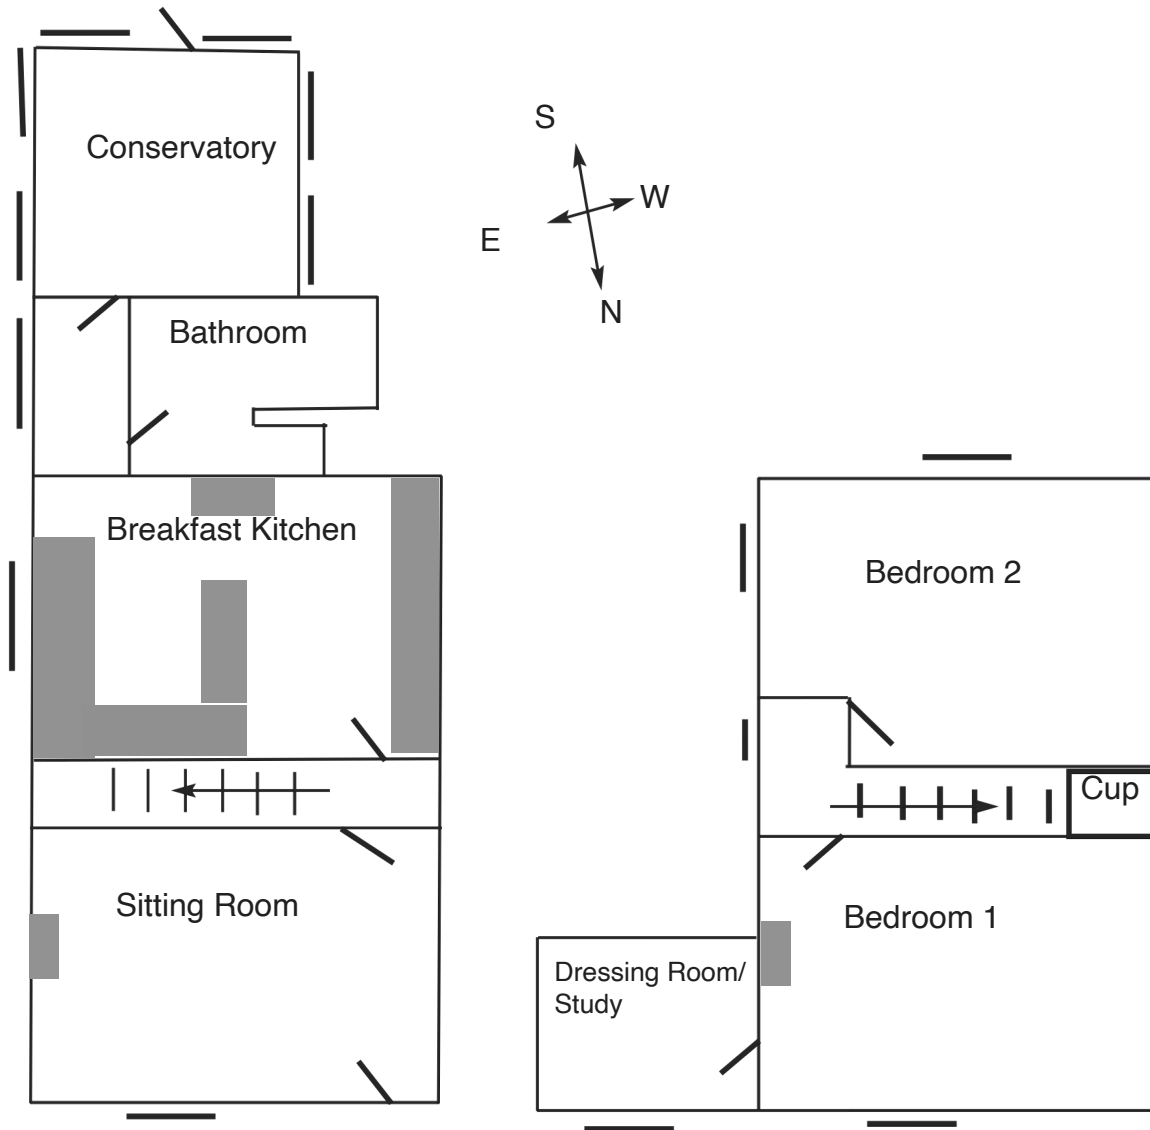 Conservatory
S
W
E
N
Bathroom
Breakfast Kitchen
Bedroom 2
Cup
Sitting Room
Bedroom 1
Dressing Room/
Study